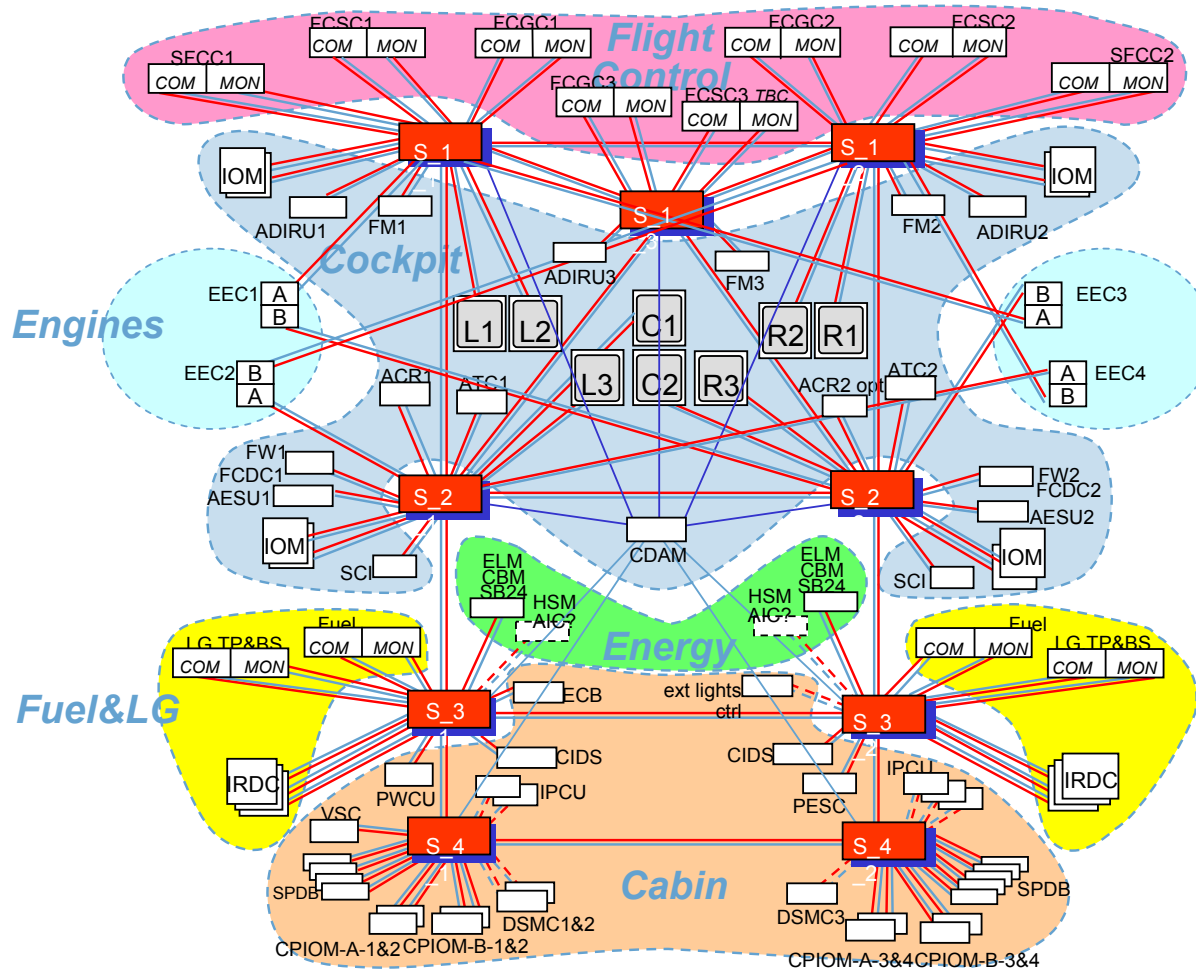 FCSC1
FCGC1
FCGC2
FCSC2
COM MON
COM MON
Flight
Control
COM MON
COM MON
SFCC1
COM MON
SFCC2
COM MON
FCGC3
COM MON
FCSC3 TBC
COM MON
S_1
_1
S_1
_2
S_1
_3
IOM
IOM
ADIRU1
FM1
FM2
ADIRU2
Cockpit
ADIRU3
FM3
Engines
EEC1
A
B
EEC3
B
A
L1
L2
C1
R2
R1
L3
C2
R3
EEC2
B
A
EEC4
A
B
ACR1
ATC1
ACR2 opt
ATC2
FW1
FCDC1
AESU1
FW2
FCDC2
AESU2
S_2
S_2
IOM
IOM
SCI
SCI
CDAM
ELM
CBM
SB24
HSM
AIC?
ELM
CBM
SB24
HSM
AIC?
Energy
Fuel
COM MON
LG TP&BS
COM MON
Fuel
COM MON
LG TP&BS
COM MON
Fuel&LG
S_3
_1
S_3
_2
ECB
ext lights
ctrl
IRDC
IRDC
PWCU
CIDS
IPCU
CIDS
PESC
IPCU
VSC
S_4
_1
S_4
_2
SPDB
SPDB
Cabin
DSMC1&2
DSMC3
CPIOM-A-1&2
CPIOM-B-1&2
CPIOM-A-3&4
CPIOM-B-3&4